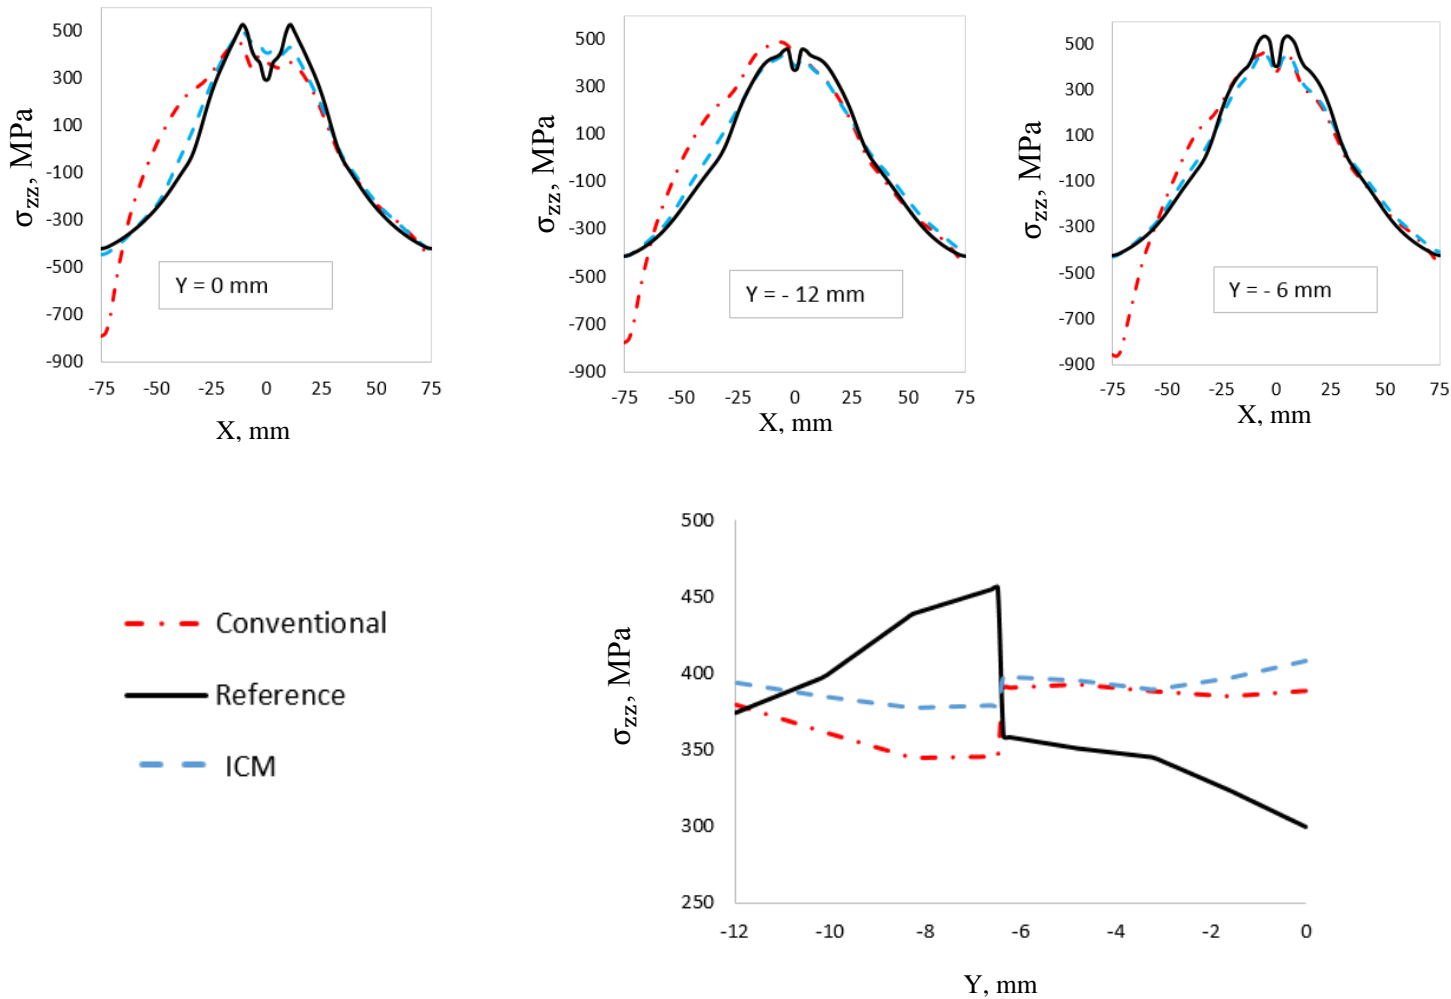 500
300
100
-100
-300
-500
-700
-900
σzz, MPa
Y = 0 mm
-75 -50 -25 0 25 50 75
X, mm
500
300
100
-100
-300
-500
-700
-900
σzz, MPa
Y = - 12 mm
-75 -50 -25 0 25 50 75
X, mm
500
300
100
-100
-300
-500
-700
-900
σzz, MPa
Y = - 6 mm
-75 -50 -25 0 25 50 75
X, mm
Conventional
Reference
ICM
500
450
400
350
300
250
σzz, MPa
-12 -10 -8 -6 -4 -2 0
Y, mm